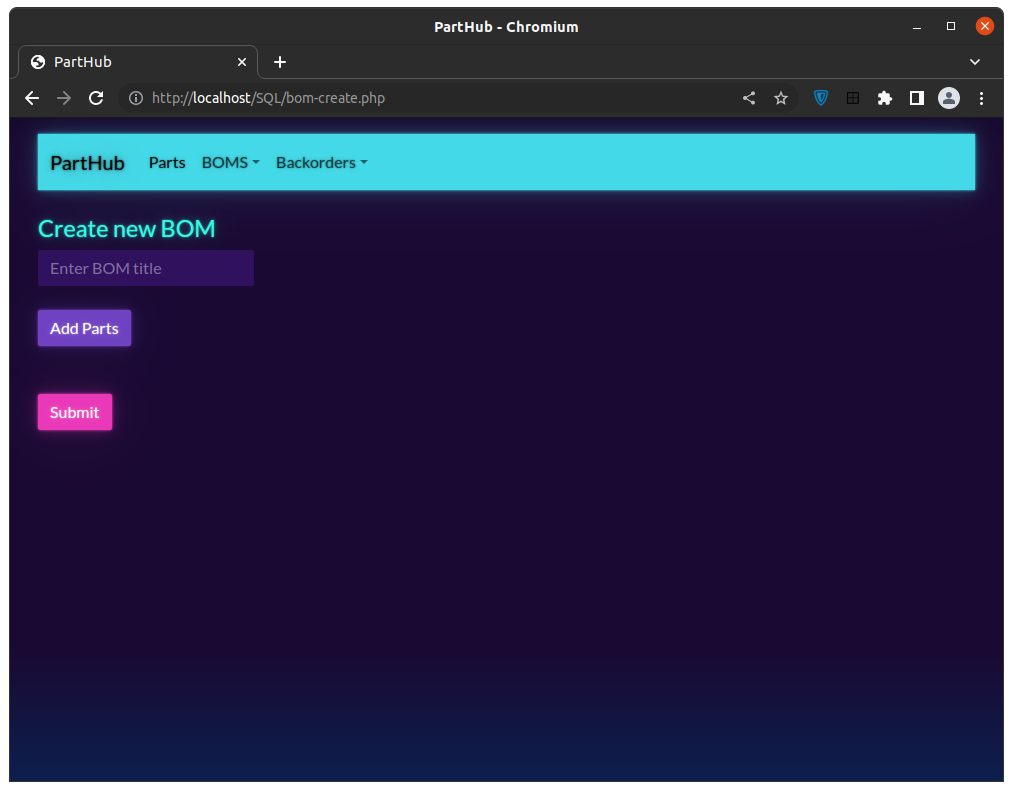 PartHub - Chromium
PartHub
http://localhost/SQL/bom-create.php
PartHub Parts BOMS Backorders
Create new BOM
Enter BOM title
Add Parts
Submit